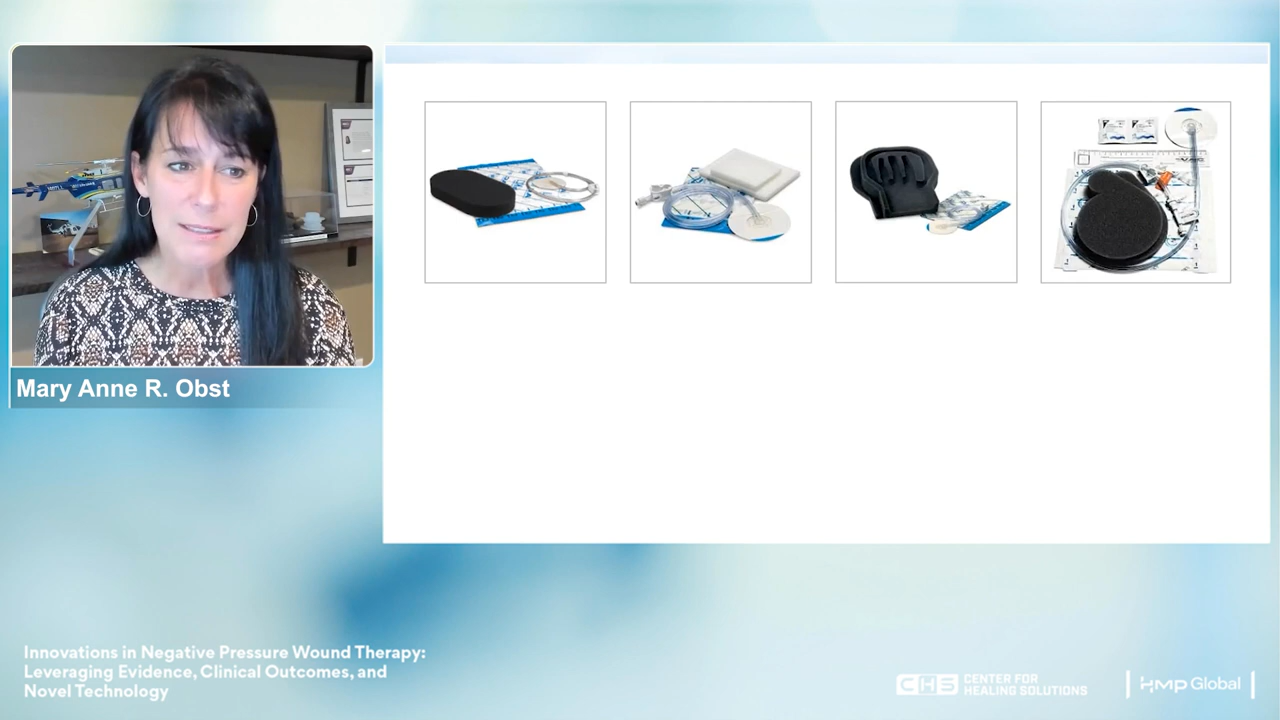 Mary Anne R. Obst
Innovations in Negative Pressure Wound Therapy:
Leveraging Evidence, Clinical Outcomes, and
Novel Technology
CHS
CENTER FOR
HEALING SOLUTIONS
HMP Global